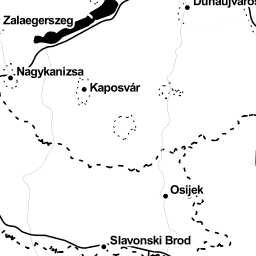 Dunaújváros
Zalaegerszeg
Nagykanizsa
Kaposvár
Osijek
Slavonski Brod